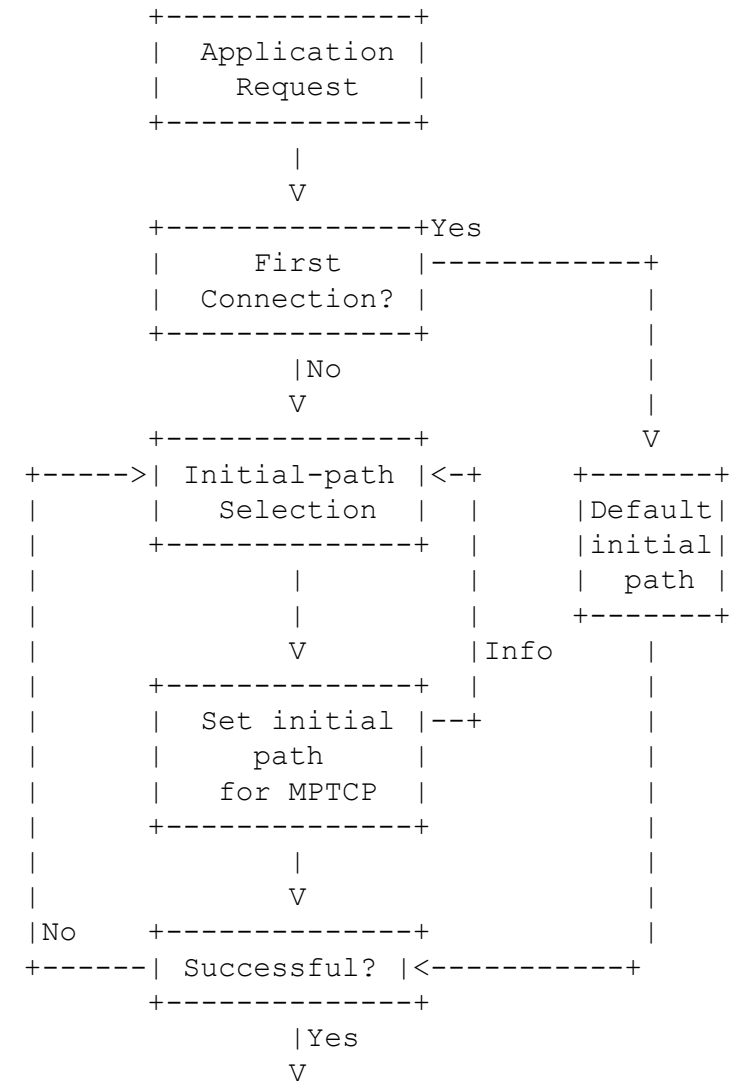 Application
Request
Yes
First
Connection?
No
Initial-path
Selection
Default
initial
path
Info
Set initial
path
for MPTCP
No
Successful?
Yes